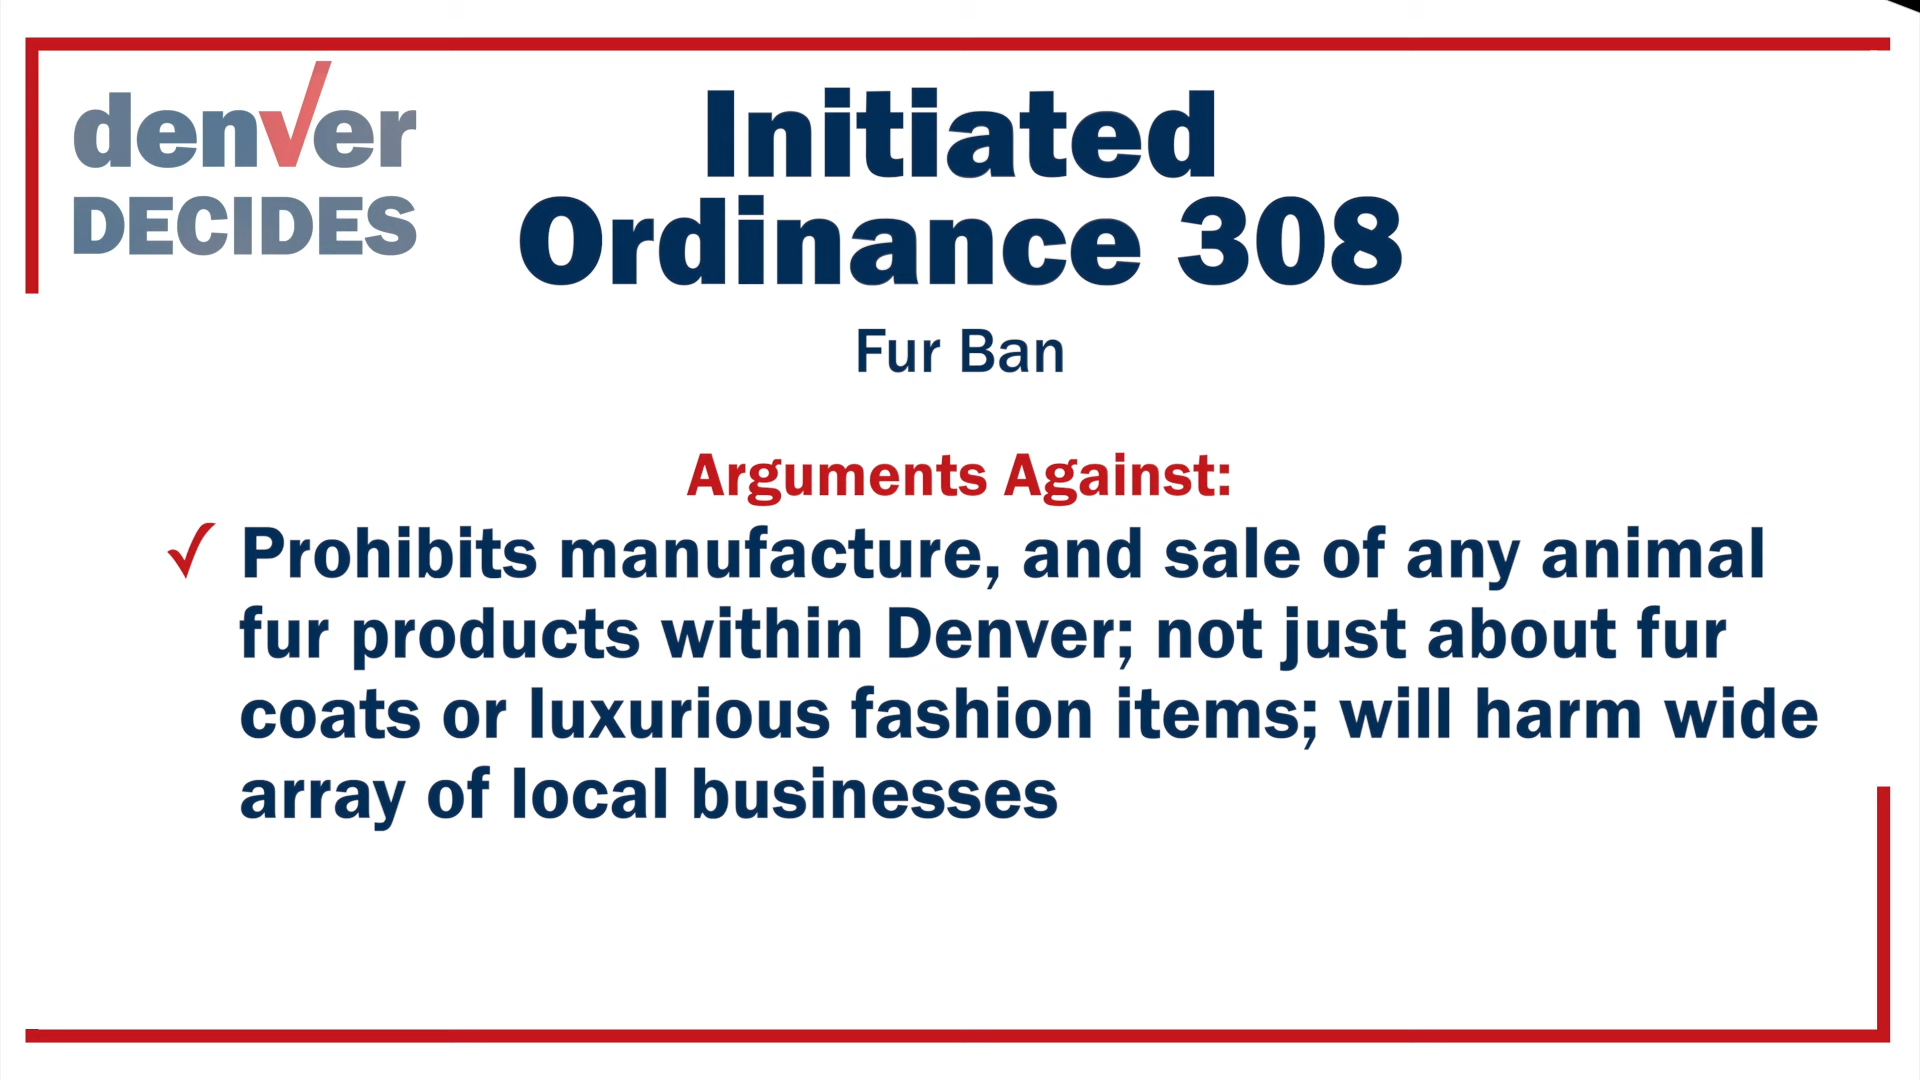 denver
DECIDES
Initiated
Ordinance 308
Fur Ban
Arguments Against:
✓ Prohibits manufacture, and sale of any animal
fur products within Denver; not just about fur
coats or luxurious fashion items; will harm wide
array of local businesses